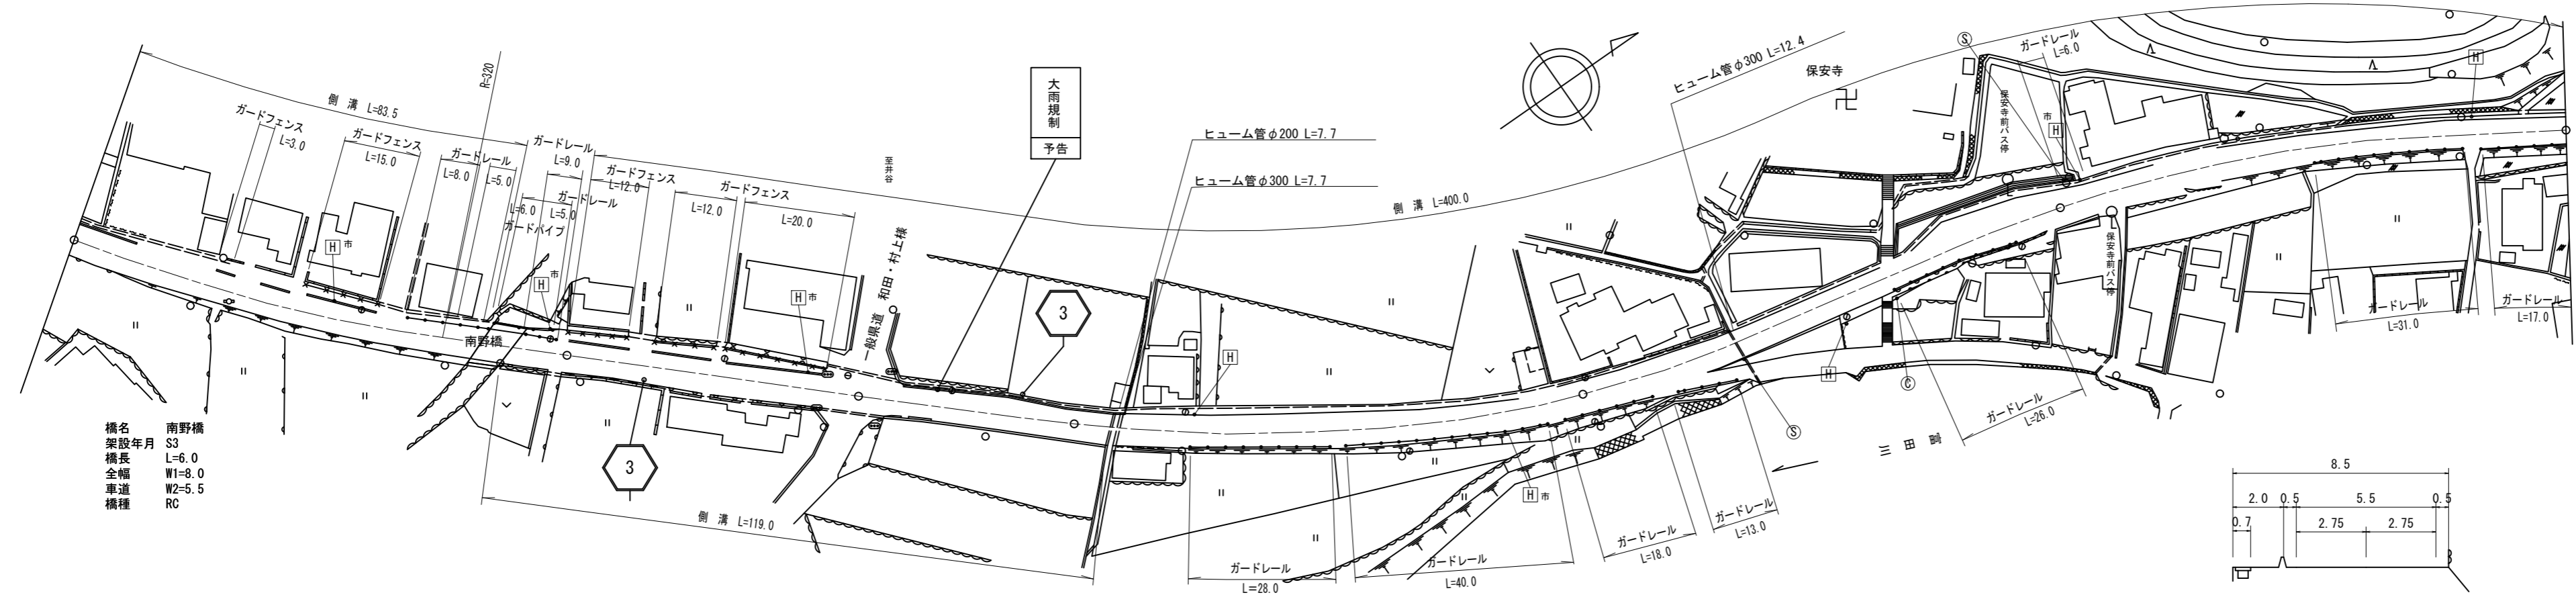 R=320
側 溝 L=83.5
ガードフェンス
L=3.0
ガードフェンス
L=15.0
ガードレール
L=8.0
L=5.0
ガードレール
L=9.0
ガードフェンス
L=12.0
ガードレール
L=6.0
L=5.0
ガードパイプ
ガードフェンス
L=12.0
L=20.0
至井谷
一般県道 和田・村上様
大雨規制
予告
ヒューム管φ200 L=7.7
ヒューム管φ300 L=7.7
側 溝 L=400.0
ヒューム管φ300 L=12.4
保安寺
S
ガードレール
L=6.0
保安寺前バス停
市
H
H
H 市
市
H
H 市
南野橋
3
3
H
H 市
H
C
S
保安寺前バス停
ガードレール
L=31.0
ガードレール
L=17.0
ガードレール
L=26.0
橋名 南野橋
架設年月 S3
橋長 L=6.0
全幅 W1=8.0
車道 W2=5.5
橋種 RC
側 溝 L=119.0
ガードレール
L=28.0
ガードレール
L=40.0
ガードレール
L=18.0
ガードレール
L=13.0
三 田
8.5
2.0 0.5 5.5 0.5
0.7 2.75 2.75